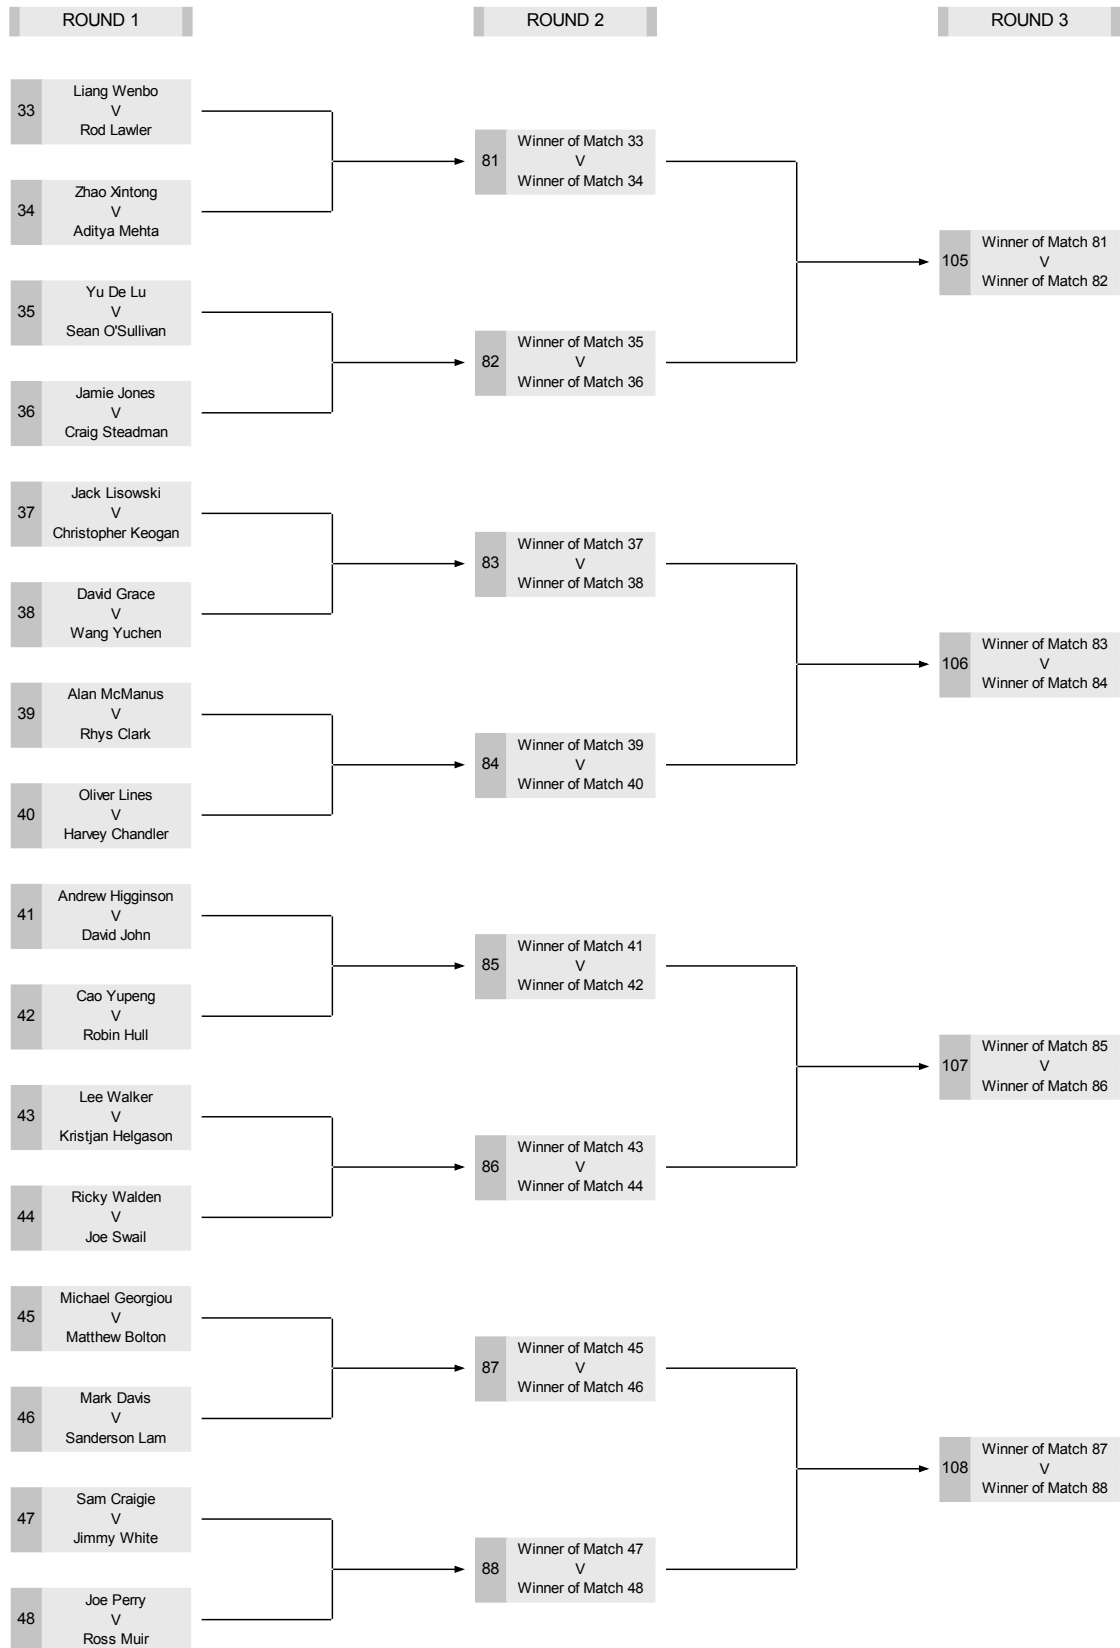 ROUND 1
ROUND 2
ROUND 3
33
Liang Wenbo
V
Rod Lawler
34
Zhao Xintong
V
Aditya Mehta
35
Yu De Lu
V
Sean O'Sullivan
36
Jamie Jones
V
Craig Steadman
37
Jack Lisowski
V
Christopher Keogan
38
David Grace
V
Wang Yuchen
39
Alan McManus
V
Rhys Clark
40
Oliver Lines
V
Harvey Chandler
41
Andrew Higginson
V
David John
42
Cao Yupeng
V
Robin Hull
43
Lee Walker
V
Kristjan Helgason
44
Ricky Walden
V
Joe Swail
45
Michael Georgiou
V
Matthew Bolton
46
Mark Davis
V
Sanderson Lam
47
Sam Craigie
V
Jimmy White
48
Joe Perry
V
Ross Muir
81
Winner of Match 33
V
Winner of Match 34
82
Winner of Match 35
V
Winner of Match 36
83
Winner of Match 37
V
Winner of Match 38
84
Winner of Match 39
V
Winner of Match 40
85
Winner of Match 41
V
Winner of Match 42
86
Winner of Match 43
V
Winner of Match 44
87
Winner of Match 45
V
Winner of Match 46
88
Winner of Match 47
V
Winner of Match 48
105
Winner of Match 81
V
Winner of Match 82
106
Winner of Match 83
V
Winner of Match 84
107
Winner of Match 85
V
Winner of Match 86
108
Winner of Match 87
V
Winner of Match 88